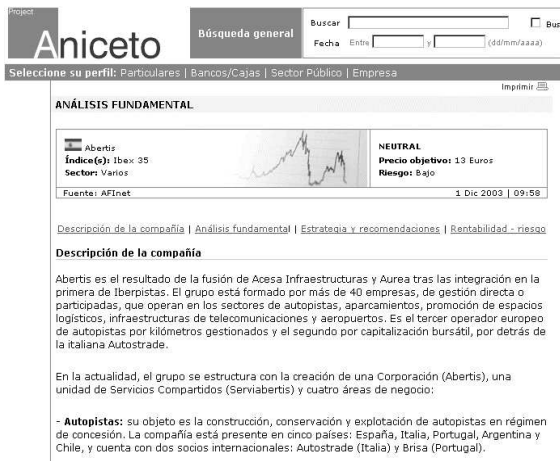 Project
Aniceto
Búsqueda general
Buscar
Bus
Fecha Entre y (dd/mm/aaaa)
Seleccione su perfil: Particulares | Bancos/Cajas | Sector Público | Empresa
Imprimir
ANÁLISIS FUNDAMENTAL
Abertis
Índice(s): Ibex 35
Sector: Varios
NEUTRAL
Precio objetivo: 13 Euros
Riesgo: Bajo
Fuente: AFInet
1 Dic 2003 | 09:58
Descripción de la compañía | Análisis fundamental | Estrategia y recomendaciones | Rentabilidad - riesgo
Descripción de la compañía
Abertis es el resultado de la fusión de Acesa Infraestructuras y Aurea tras las integración en la
primera de Iberpistas. El grupo está formado por más de 40 empresas, de gestión directa o
participadas, que operan en los sectores de autopistas, aparcamientos, promoción de espacios
logísticos, infraestructuras de telecomunicaciones y aeropuertos. Es el tercer operador europeo
de autopistas por kilómetros gestionados y el segundo por capitalización bursátil, por detrás de
la italiana Autostrade.
En la actualidad, el grupo se estructura con la creación de una Corporación (Abertis), una
unidad de Servicios Compartidos (Serviabertis) y cuatro áreas de negocio:
- Autopistas: su objeto es la construcción, conservación y explotación de autopistas en régimen
de concesión. La compañía está presente en cinco países: España, Italia, Portugal, Argentina y
Chile, y cuenta con dos socios internacionales: Autostrade (Italia) y Brisa (Portugal).